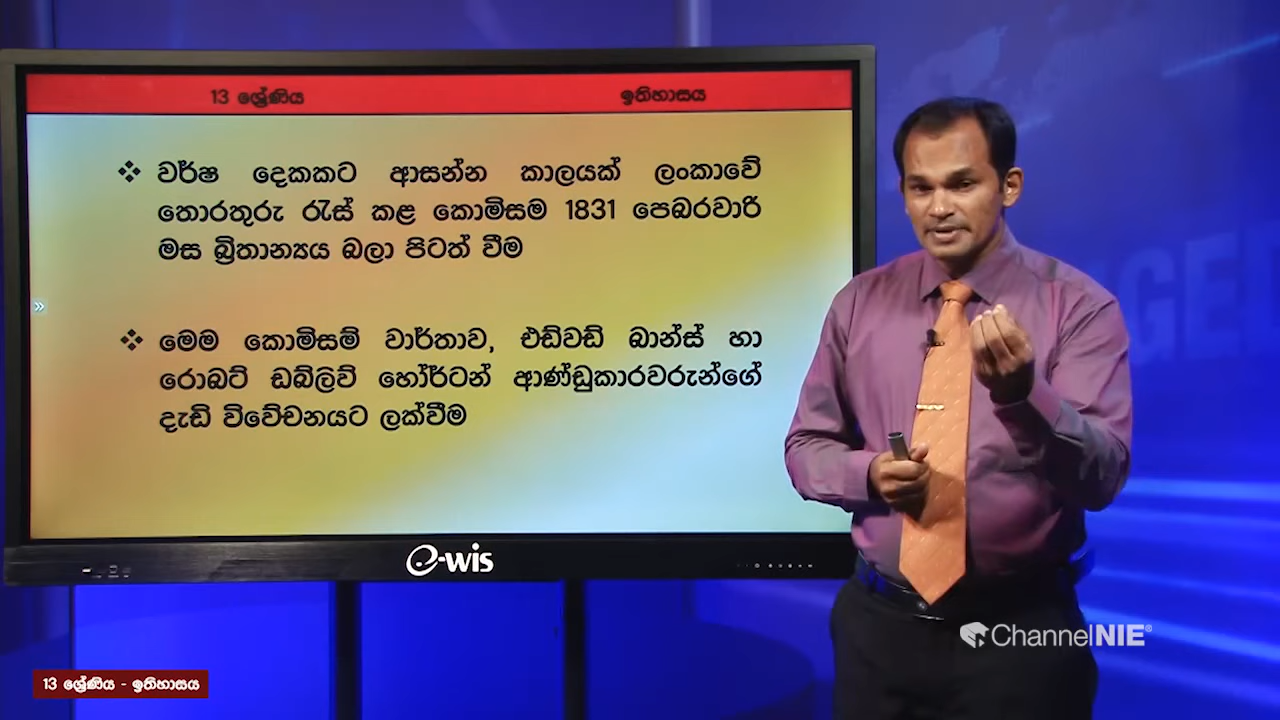 13 ශ්‍රේණිය
ඉතිහාසය
❖ වර්ෂ දෙකකට ආසන්න කාලයක් ලංකාවේ
තොරතුරු රැස් කළ කොමිසම 1831 පෙබරවාරි
මස බ්‍රිතාන්‍යය බලා පිටත් වීම
❖ මෙම කොමිසම් වාර්තාව, එඩ්වඩ් බාන්ස් හා
රොබට් ඩබ්ලිව් හෝර්ටන් ආණ්ඩුකාරවරුන්ගේ
දැඩි විවේචනයට ලක්වීම
e-wis
ChannelNIE®
13 ශ්‍රේණිය - ඉතිහාසය